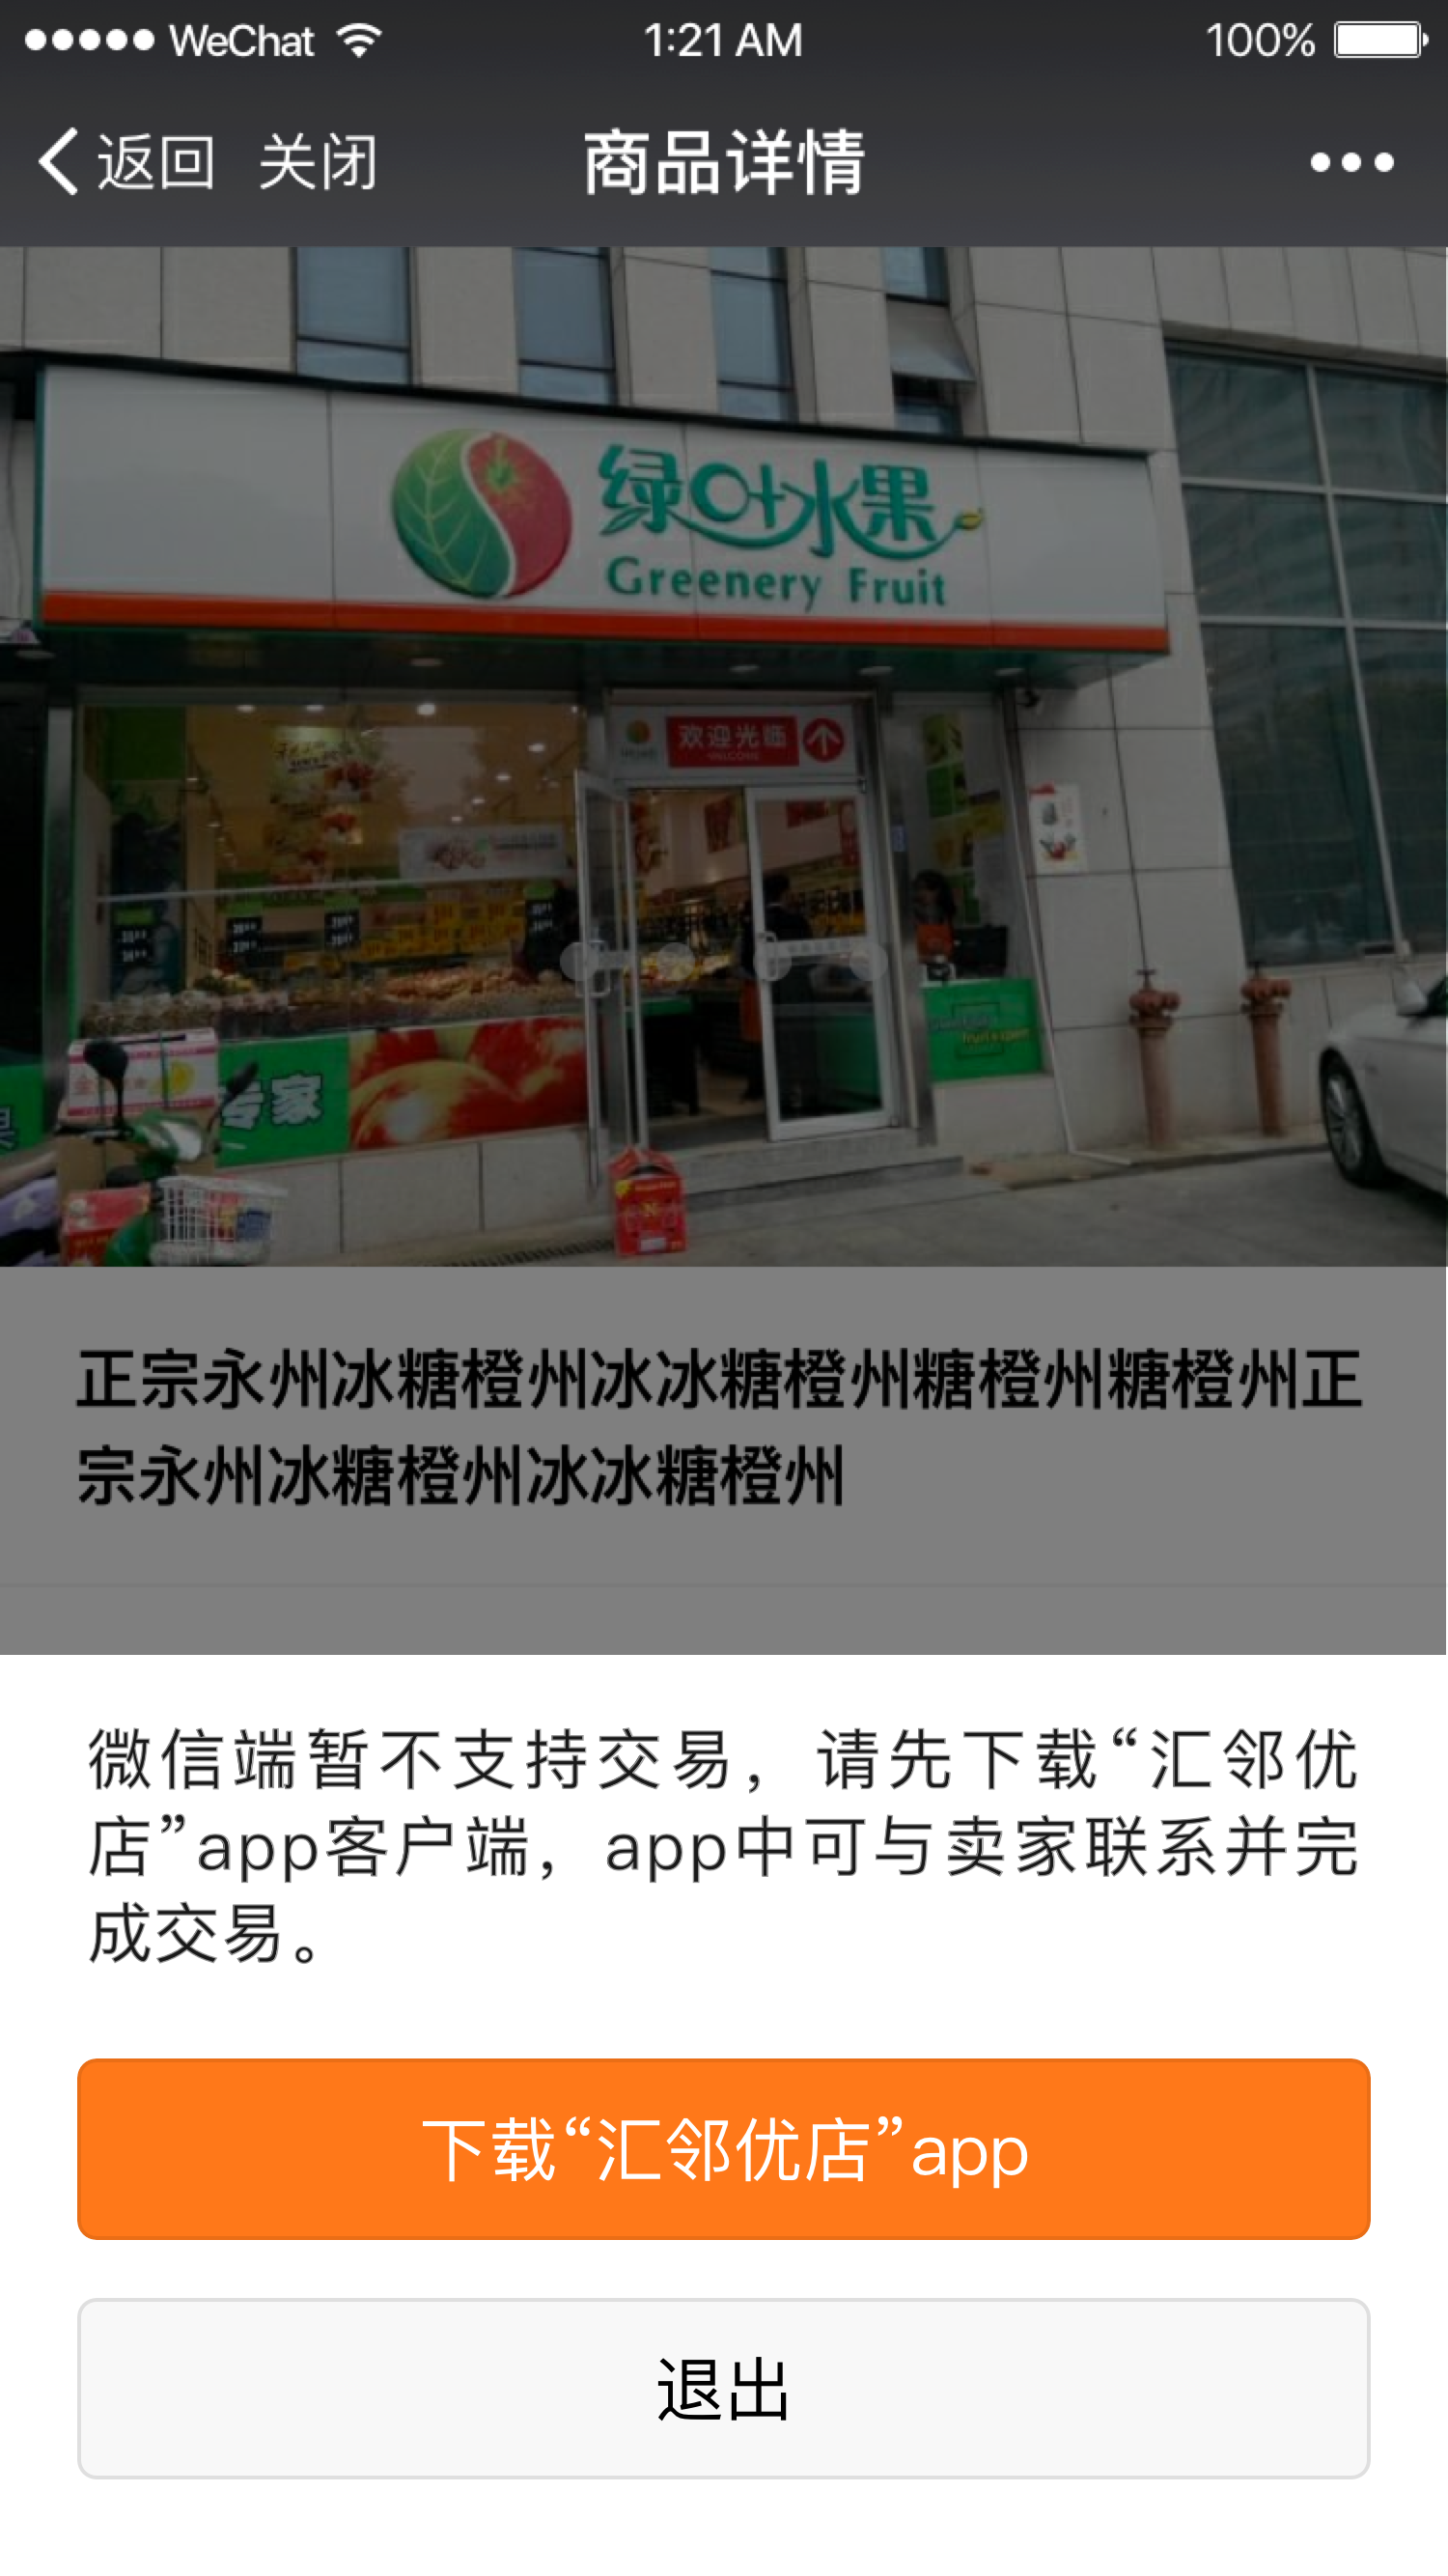 WeChat 1:21 AM 100%
返回 关闭 商品详情
绿叶水果
Greenery Fruit
欢迎光临
专家
正宗永州冰糖橙州冰冰糖橙州糖橙州糖橙州正
宗永州冰糖橙州冰冰糖橙州
微信端暂不支持交易，请先下载“汇邻优
店”app客户端，app中可与卖家联系并完
成交易。
下载“汇邻优店”app
退出